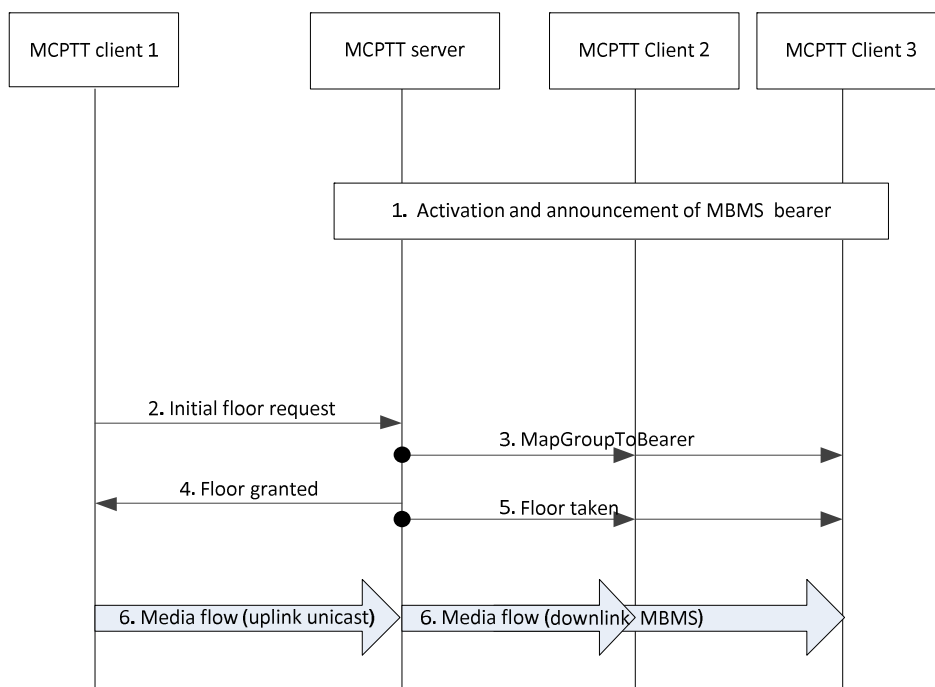 MCPTT client 1
MCPTT server
MCPTT Client 2
MCPTT Client 3
1. Activation and announcement of MBMS bearer
2. Initial floor request
3. MapGroupToBearer
4. Floor granted
5. Floor taken
6. Media flow (uplink unicast)
6. Media flow (downlink MBMS)